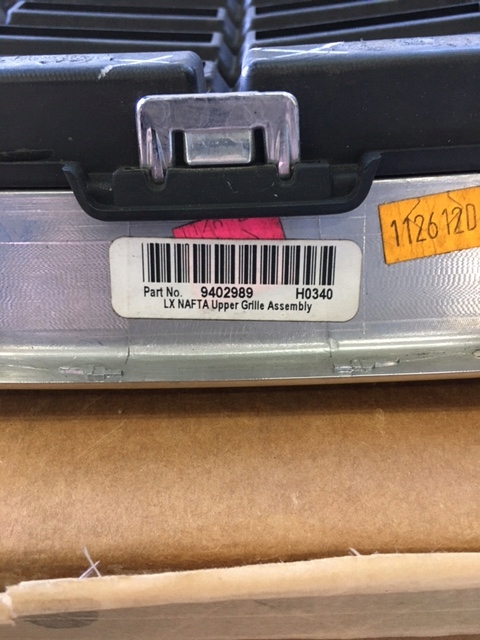 1126120
Part No. 9402989 H0340
LX NAFTA Upper Grille Assembly